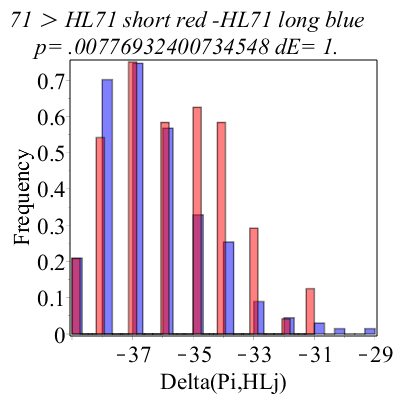 71 > HL71 short red -HL71 long blue
p= .00776932400734548 dE= 1.
0.7
0.6
0.5
0.4
0.3
0.2
0.1
0
Frequency
-37 -35 -33 -31 -29
Delta(Pi,HLj)